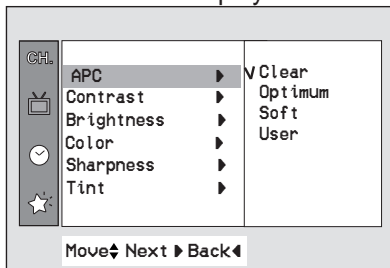 CH.
APC
Contrast
Brightness
Color
Sharpness
Tint
√ Clear
Optimum
Soft
User
Move Next Back